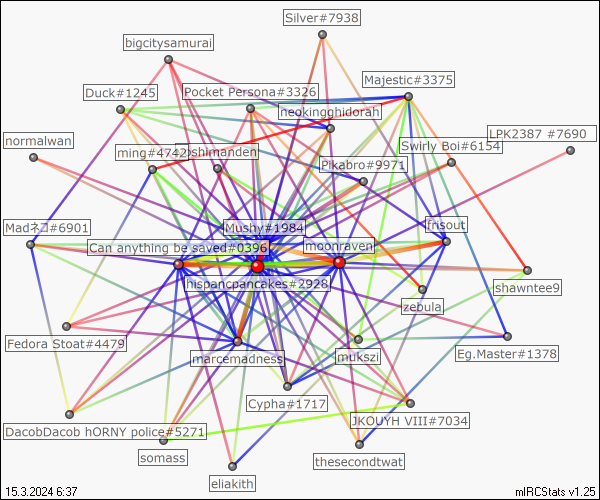 Silver#7938
bigcitysamurai
Majestic#3375
Duck#1245
Pocket Persona#3326
neokingghidorah
LPK2387 #7690
normalwan
Swirly Boi#6154
ming#4742
Pikabro#9971
Madネコ#6901
Mushy#1984
frisout
Can anything be saved#0396
moonraven
hispancpancakes#2928
shawntee9
zebula
Fedora Stoat#4479
marcemadness
mukszi
Eg.Master#1378
Cypha#1717
JKOUYH VIII#7034
DacobDacob hORNY police#5271
somass
thesecondtwat
eliakith
15.3.2024 6:37
mIRCStats v1.25